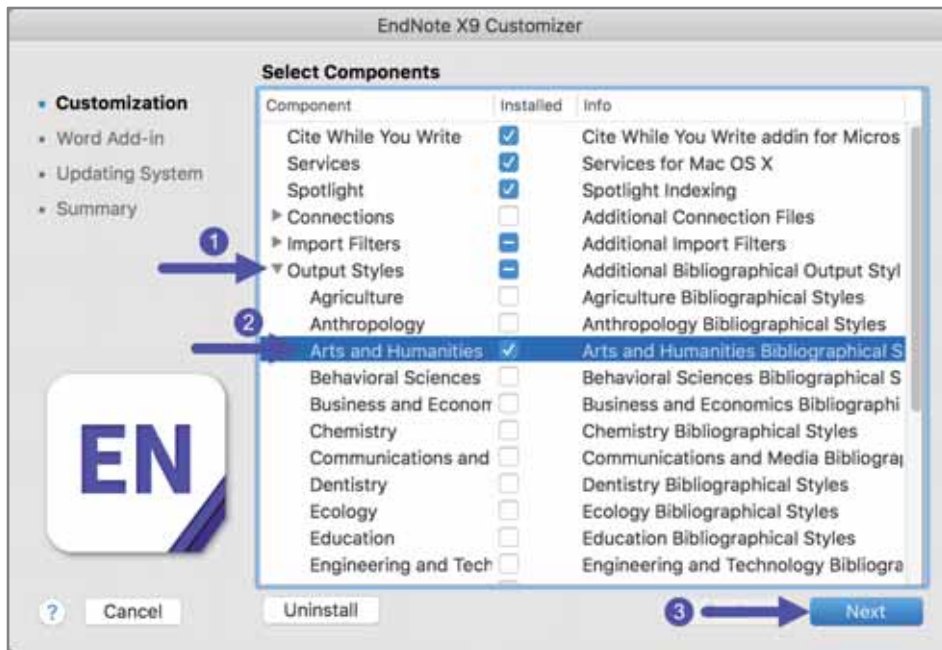 EndNote X9 Customizer
Select Components
Customization
Word Add-in
Updating System
Summary
Component Installed Info
Cite While You Write Cite While You Write addin for Micros
Services Services for Mac OS X
Spotlight Spotlight Indexing
Connections Additional Connection Files
Import Filters Additional Import Filters
1
Output Styles Additional Bibliographical Output Styl
Agriculture Agriculture Bibliographical Styles
2
Anthropology Anthropology Bibliographical Styles
Arts and Humanities Arts and Humanities Bibliographical S
Behavioral Sciences Behavioral Sciences Bibliographical S
Business and Econom Business and Economics Bibliographi
Chemistry Chemistry Bibliographical Styles
Communications and Communications and Media Bibliograp
Dentistry Dentistry Bibliographical Styles
Ecology Ecology Bibliographical Styles
Education Education Bibliographical Styles
Engineering and Tech Engineering and Technology Bibliogra
EN
? Cancel Uninstall 3 Next